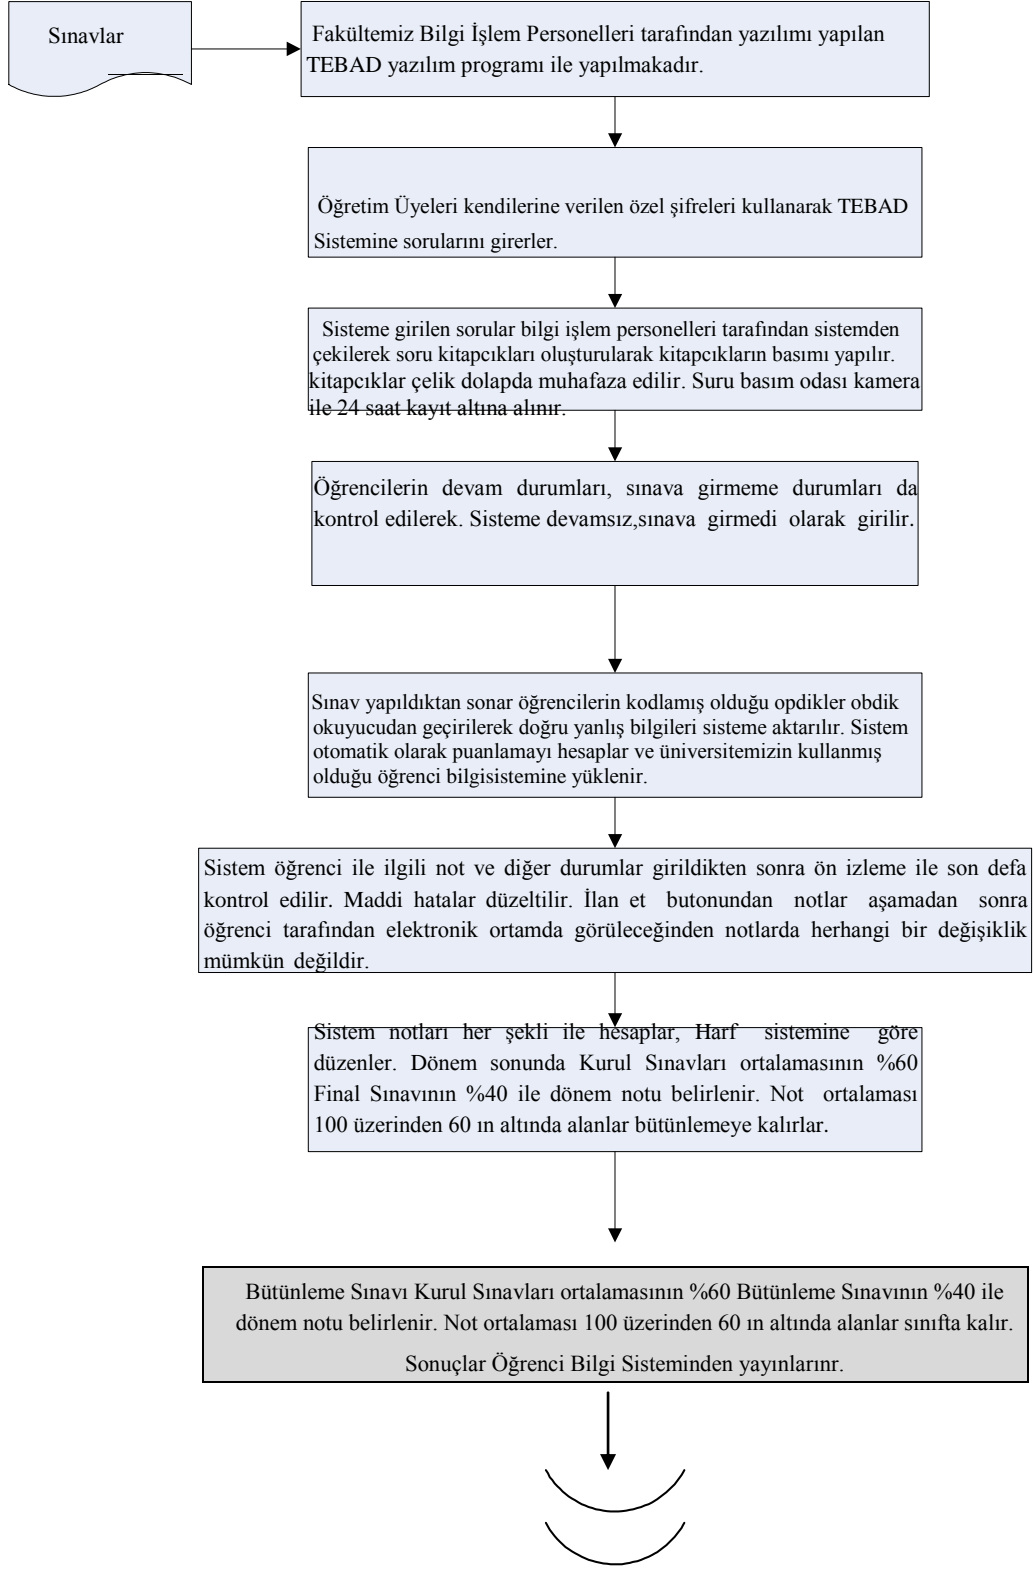 Sınavlar
Fakültemiz Bilgi İşlem Personelleri tarafından yazılımı yapılan
TEBAD yazılım programı ile yapılmakadır.
Öğretim Üyeleri kendilerine verilen özel şifreleri kullanarak TEBAD
Sistemine sorularını girerler.
Sisteme girilen sorular bilgi işlem personelleri tarafından sistemden
çekilerek soru kitapcıkları oluşturularak kitapcıkların basımı yapılır.
kitapcıklar çelik dolapda muhafaza edilir. Suru basım odası kamera
ile 24 saat kayıt altına alınır.
Öğrencilerin devam durumları, sınava girmeme durumları da
kontrol edilerek. Sisteme devamsız,sınava girmedi olarak girilir.
Sınav yapıldıktan sonar öğrencilerin kodlamış olduğu opdikler obdik
okuyucudan geçirilerek doğru yanlış bilgileri sisteme aktarılır. Sistem
otomatik olarak puanlamayı hesaplar ve üniversitemizin kullanmış
olduğu öğrenci bilgisistemine yüklenir.
Sistem öğrenci ile ilgili not ve diğer durumlar girildikten sonra ön izleme ile son defa
kontrol edilir. Maddi hatalar düzeltilir. İlan et butonundan notlar aşamadan sonra
öğrenci tarafından elektronik ortamda görüleceğinden notlarda herhangi bir değişiklik
mümkün değildir.
Sistem notları her şekli ile hesaplar, Harf sistemine göre
düzenler. Dönem sonunda Kurul Sınavları ortalamasının %60
Final Sınavının %40 ile dönem notu belirlenir. Not ortalaması
100 üzerinden 60 ın altında alanlar bütünlemeye kalırlar.
Bütünleme Sınavı Kurul Sınavları ortalamasının %60 Bütünleme Sınavının %40 ile
dönem notu belirlenir. Not ortalaması 100 üzerinden 60 ın altında alanlar sınıfta kalır.
Sonuçlar Öğrenci Bilgi Sisteminden yayınlarınr.